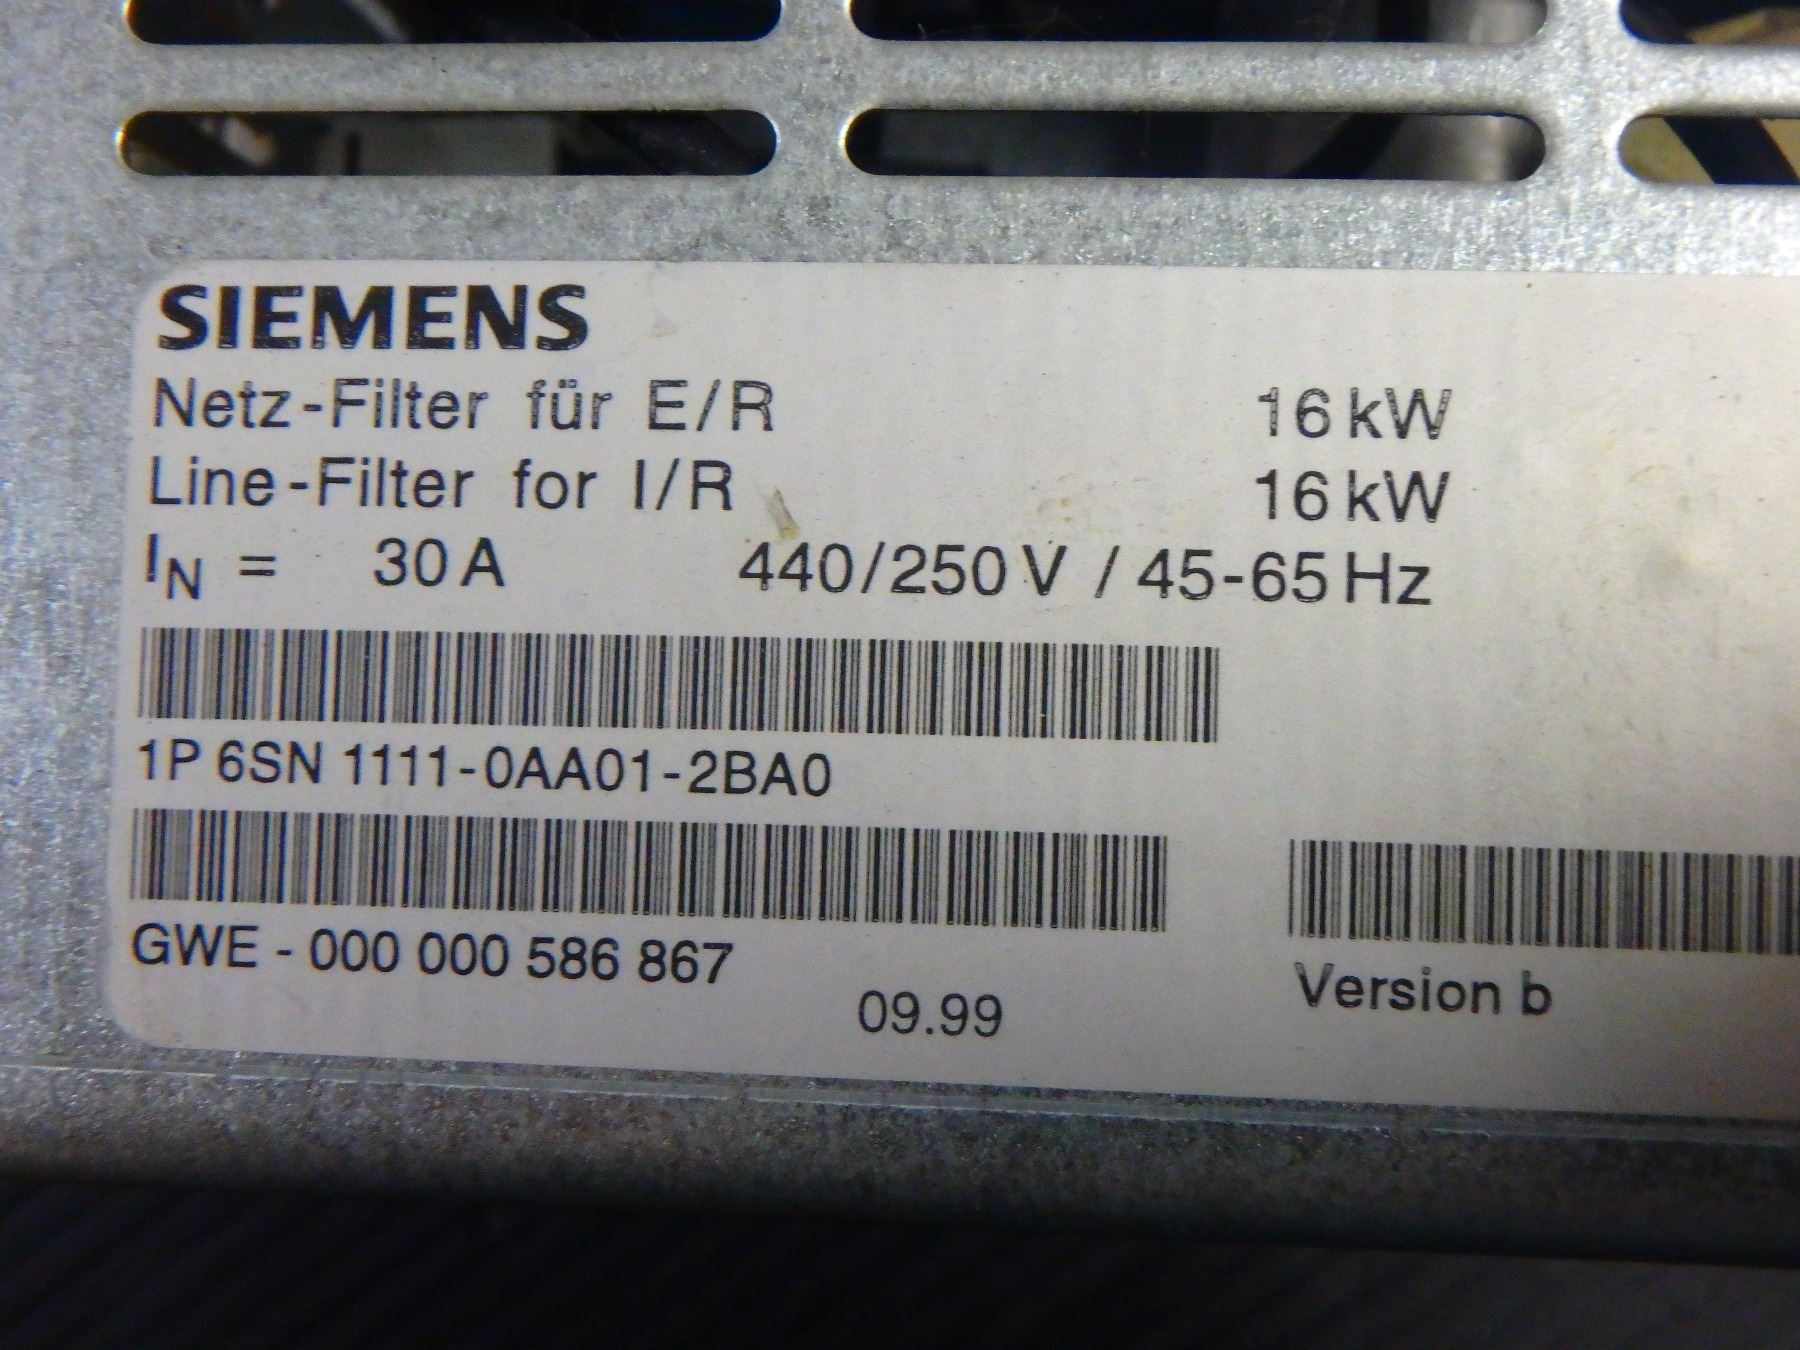 SIEMENS
Netz-Filter für E/R 16 kW
Line-Filter for I/R 16 kW
IN = 30 A 440/250 V / 45-65 Hz
1P 6SN 1111-0AA01-2BA0
GWE - 000 000 586 867
09.99
Version b